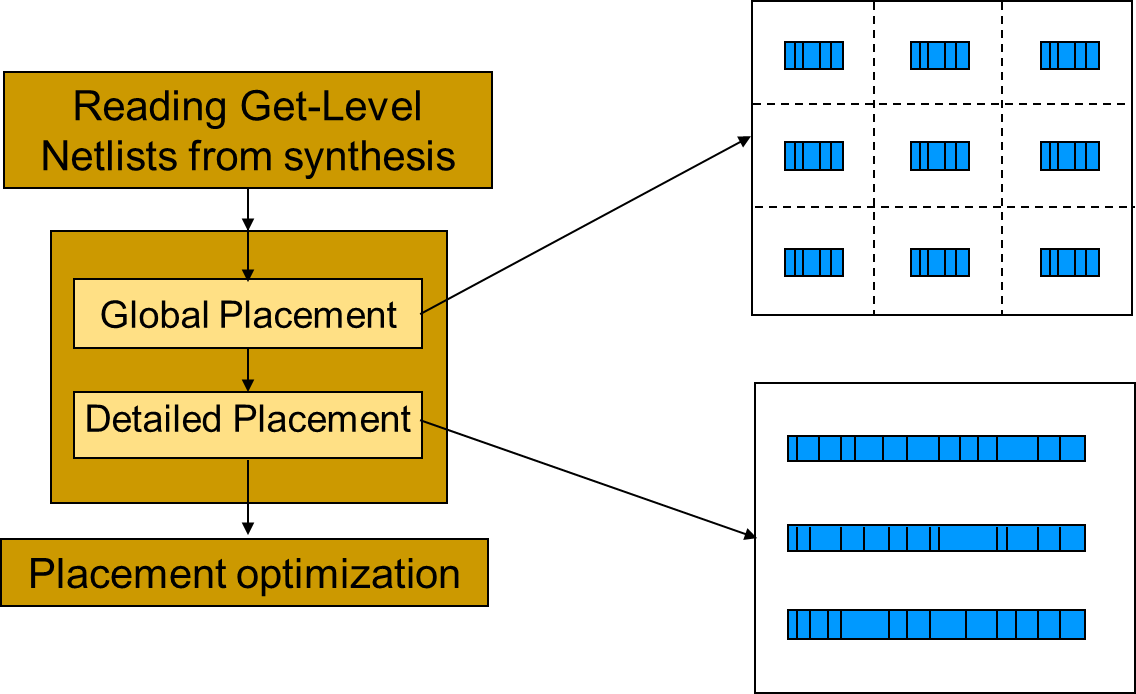 Reading Get-Level
Netlists from synthesis
Global Placement
Detailed Placement
Placement optimization